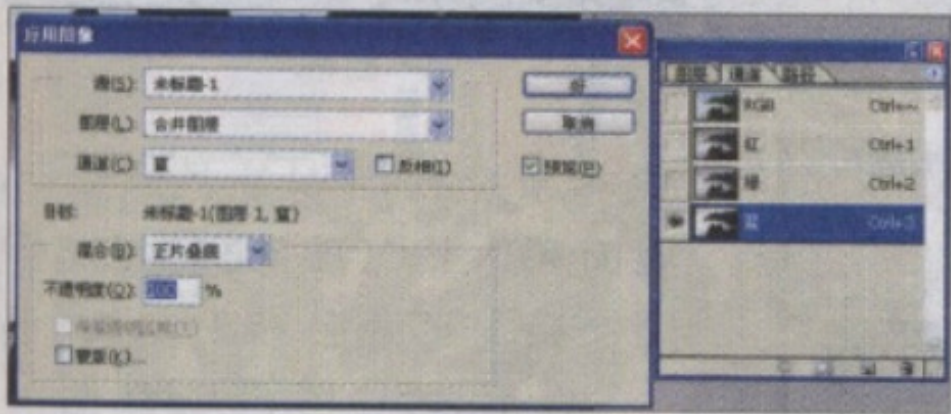 应用图像
源(S): 未标题-1
图层(L): 合并图层
通道(C): 蓝
反相(I)
好
取消
预览(P)
目标: 未标题-1(图层 1, 蓝)
混合(B): 正片叠底
不透明度(O): 100 %
蒙版(K)...
图层 通道 路径
RGB Ctrl+~
红 Ctrl+1
绿 Ctrl+2
蓝 Ctrl+3